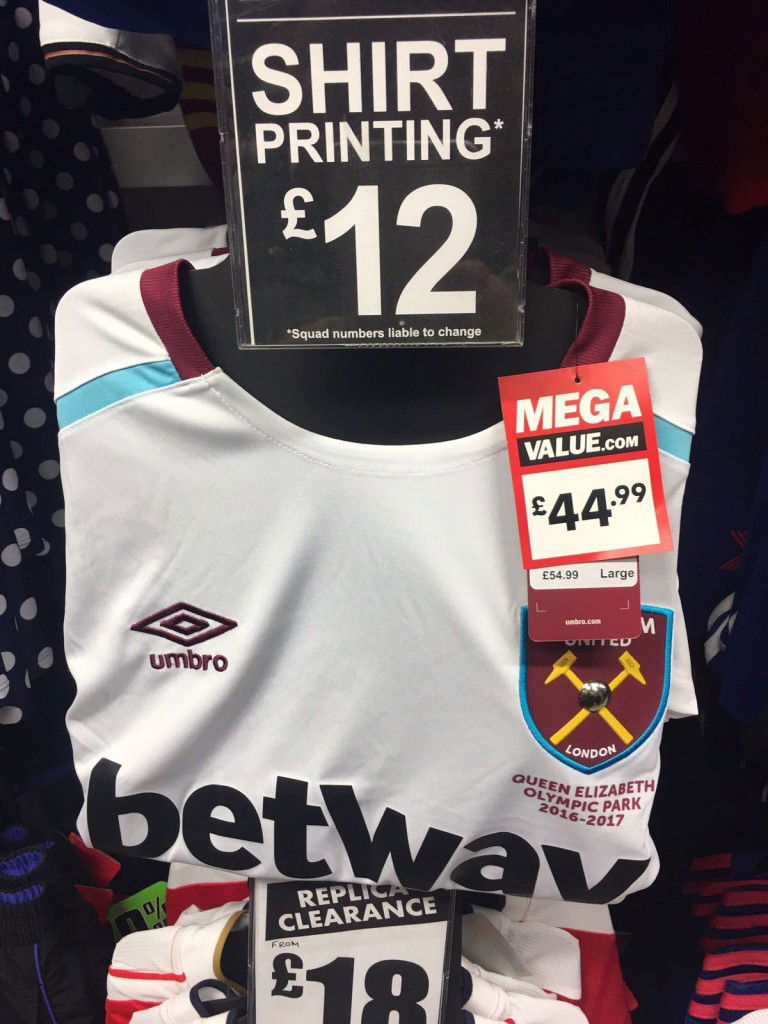 SHIRT
PRINTING*
£12
*Squad numbers liable to change
MEGA
VALUE.COM
£44.99
£54.99 Large
umbro.com
umbro
UNITED
LONDON
QUEEN ELIZABETH
OLYMPIC PARK
2016-2017
betway
REPLICA
CLEARANCE
FROM
£18